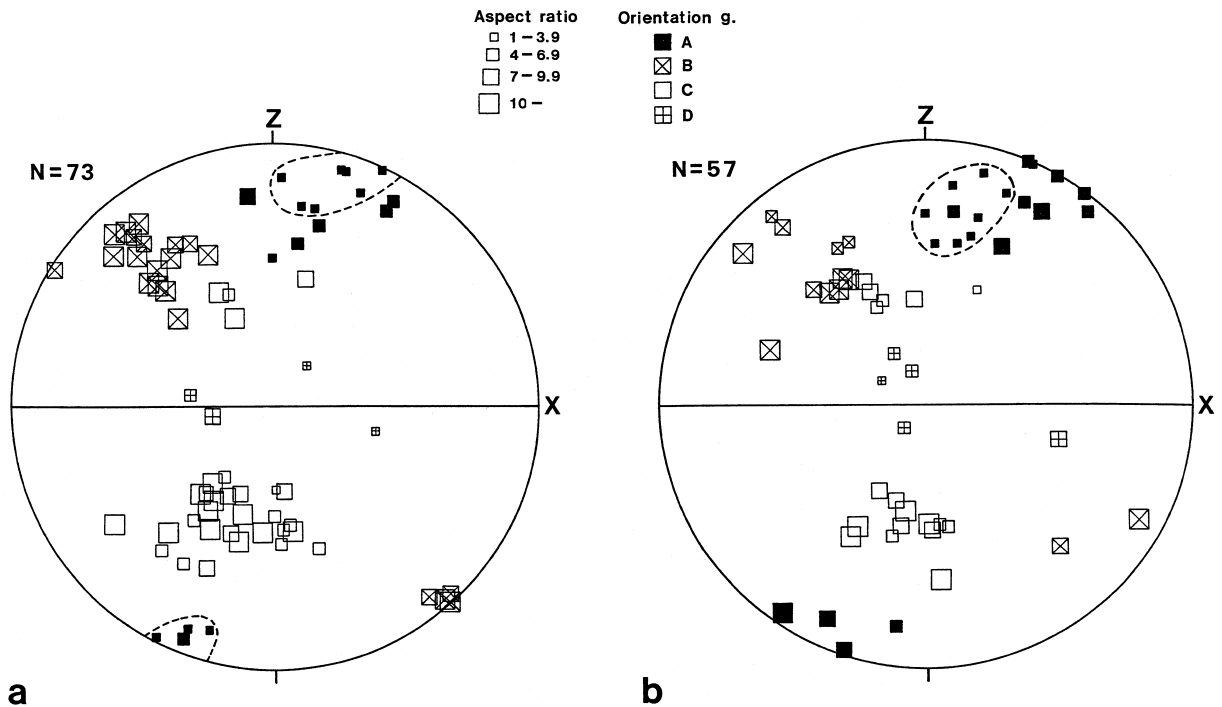 Aspect ratio
1 – 3.9
4 – 6.9
7 – 9.9
10 –
Orientation g.
A
B
C
D
Z
N=73
X
a
Z
N=57
X
b